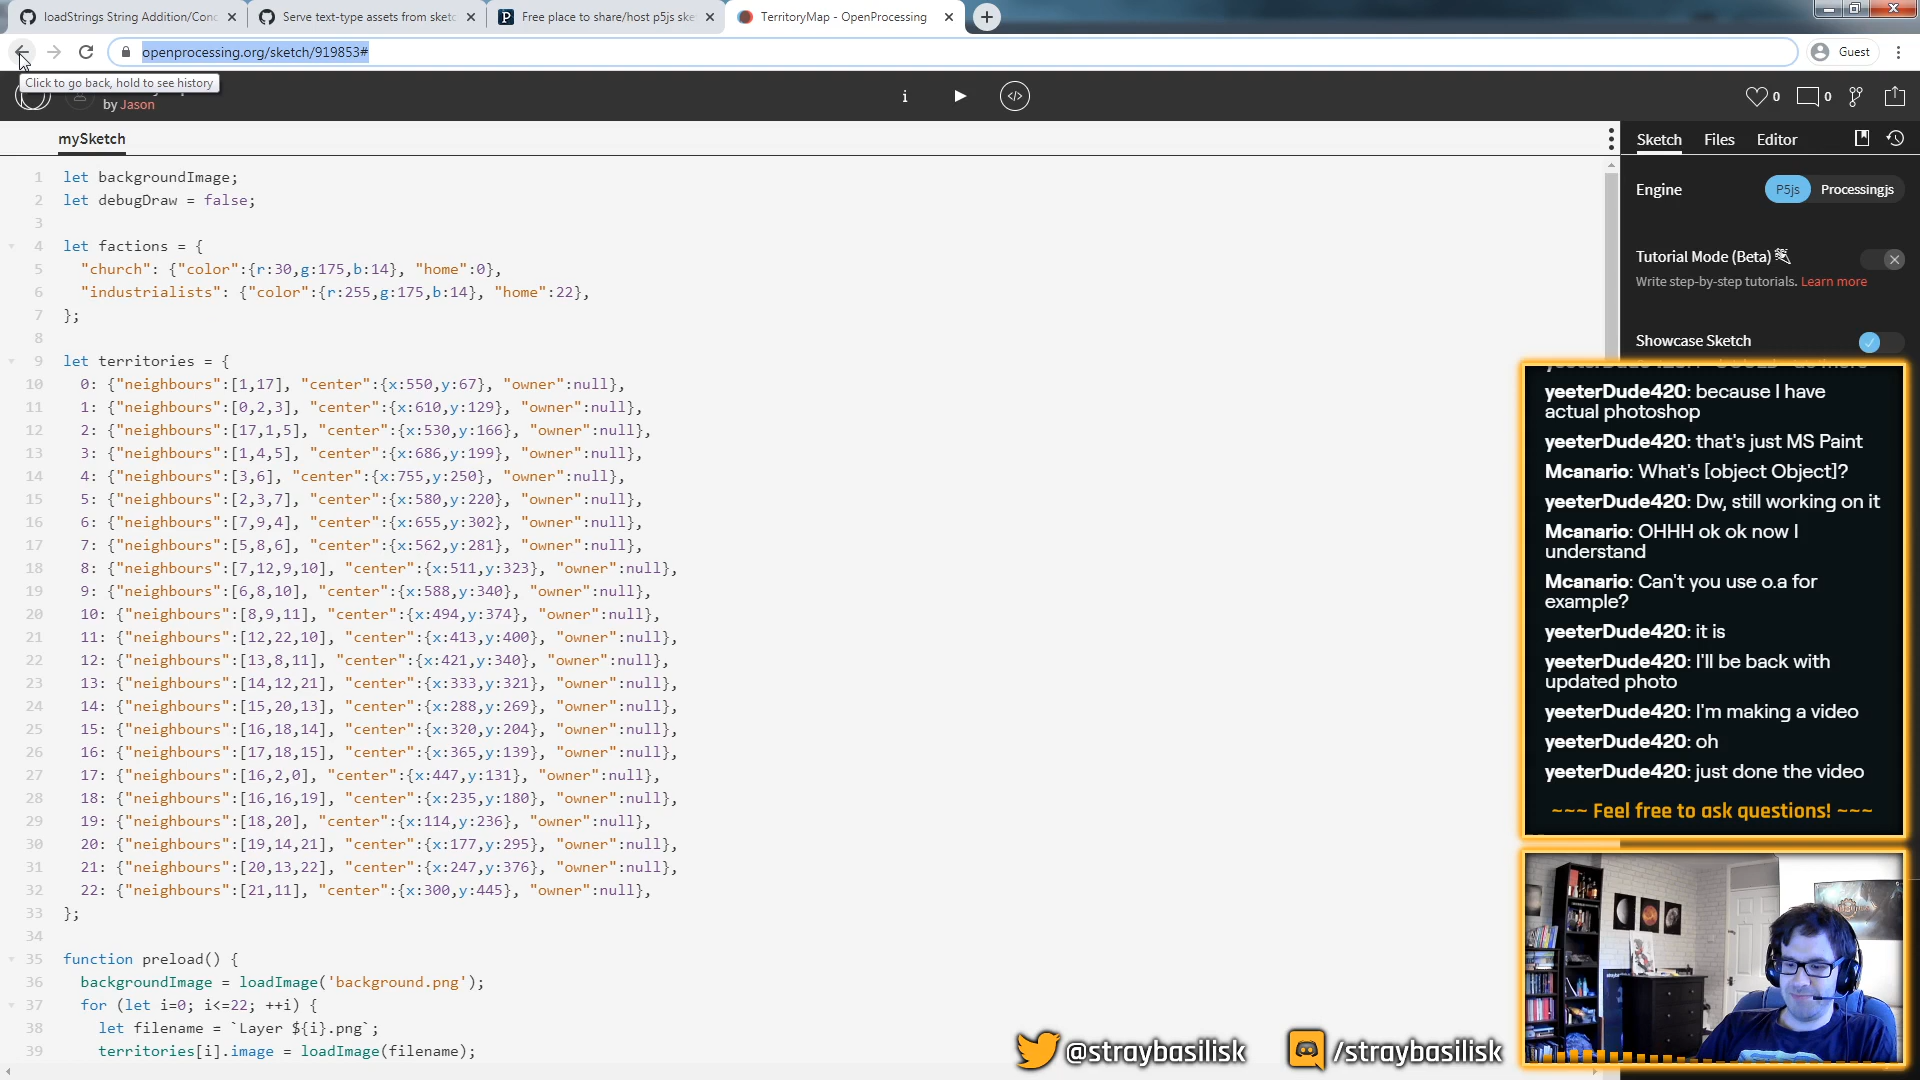 loadStrings String Addition/Conc
Serve text-type assets from sketc
Free place to share/host p5js ske
TerritoryMap - OpenProcessing
openprocessing.org/sketch/919853#
Guest
Click to go back, hold to see history
by Jason
i
</>
0
0
mySketch
Sketch
Files
Editor
1 let backgroundImage;
2 let debugDraw = false;
3
4 let factions = {
5 "church": {"color":{r:30,g:175,b:14}, "home":0},
6 "industrialists": {"color":{r:255,g:175,b:14}, "home":22},
7 };
8
9 let territories = {
10 0: {"neighbours":[1,17], "center":{x:550,y:67}, "owner":null},
11 1: {"neighbours":[0,2,3], "center":{x:610,y:129}, "owner":null},
12 2: {"neighbours":[17,1,5], "center":{x:530,y:166}, "owner":null},
13 3: {"neighbours":[1,4,5], "center":{x:686,y:199}, "owner":null},
14 4: {"neighbours":[3,6], "center":{x:755,y:250}, "owner":null},
15 5: {"neighbours":[2,3,7], "center":{x:580,y:220}, "owner":null},
16 6: {"neighbours":[7,9,4], "center":{x:655,y:302}, "owner":null},
17 7: {"neighbours":[5,8,6], "center":{x:562,y:281}, "owner":null},
18 8: {"neighbours":[7,12,9,10], "center":{x:511,y:323}, "owner":null},
19 9: {"neighbours":[6,8,10], "center":{x:588,y:340}, "owner":null},
20 10: {"neighbours":[8,9,11], "center":{x:494,y:374}, "owner":null},
21 11: {"neighbours":[12,22,10], "center":{x:413,y:400}, "owner":null},
22 12: {"neighbours":[13,8,11], "center":{x:421,y:340}, "owner":null},
23 13: {"neighbours":[14,12,21], "center":{x:333,y:321}, "owner":null},
24 14: {"neighbours":[15,20,13], "center":{x:288,y:269}, "owner":null},
25 15: {"neighbours":[16,18,14], "center":{x:320,y:204}, "owner":null},
26 16: {"neighbours":[17,18,15], "center":{x:365,y:139}, "owner":null},
27 17: {"neighbours":[16,2,0], "center":{x:447,y:131}, "owner":null},
28 18: {"neighbours":[16,16,19], "center":{x:235,y:180}, "owner":null},
29 19: {"neighbours":[18,20], "center":{x:114,y:236}, "owner":null},
30 20: {"neighbours":[19,14,21], "center":{x:177,y:295}, "owner":null},
31 21: {"neighbours":[20,13,22], "center":{x:247,y:376}, "owner":null},
32 22: {"neighbours":[21,11], "center":{x:300,y:445}, "owner":null},
33 };
34
35 function preload() {
36 backgroundImage = loadImage('background.png');
37 for (let i=0; i<=22; ++i) {
38 let filename = `Layer ${i}.png`;
39 territories[i].image = loadImage(filename);
Engine
P5js
Processingjs
Tutorial Mode (Beta)
Write step-by-step tutorials. Learn more
Showcase Sketch
yeeterDude420: because I have
actual photoshop
yeeterDude420: that's just MS Paint
Mcanario: What's [object Object]?
yeeterDude420: Dw, still working on it
Mcanario: OHHH ok ok now I
understand
Mcanario: Can't you use o.a for
example?
yeeterDude420: it is
yeeterDude420: I'll be back with
updated photo
yeeterDude420: I'm making a video
yeeterDude420: oh
yeeterDude420: just done the video
~~~ Feel free to ask questions! ~~~
@straybasilisk
/straybasilisk